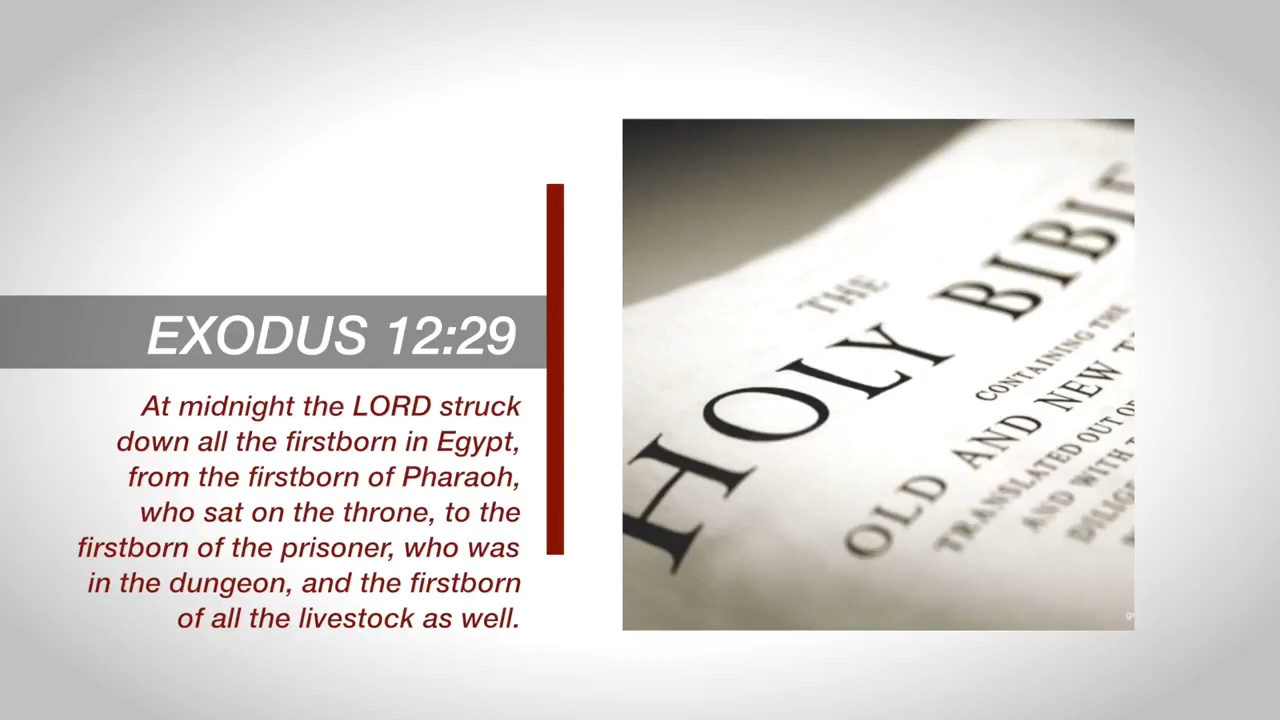 EXODUS 12:29
At midnight the LORD struck
down all the firstborn in Egypt,
from the firstborn of Pharaoh,
who sat on the throne, to the
firstborn of the prisoner, who was
in the dungeon, and the firstborn
of all the livestock as well.
THE
HOLY BIBLE
CONTAINING THE
OLD AND NEW
TRANSLATED OUT OF
AND WITH